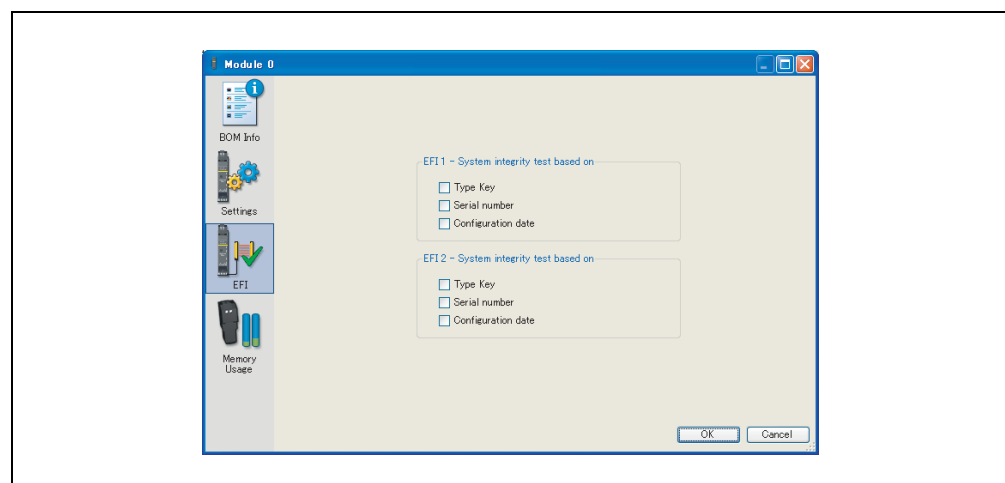 Module 0
BOM Info
Settings
EFI
Memory
Usage
EFI 1 - System integrity test based on
Type Key
Serial number
Configuration date
EFI 2 - System integrity test based on
Type Key
Serial number
Configuration date
OK
Cancel